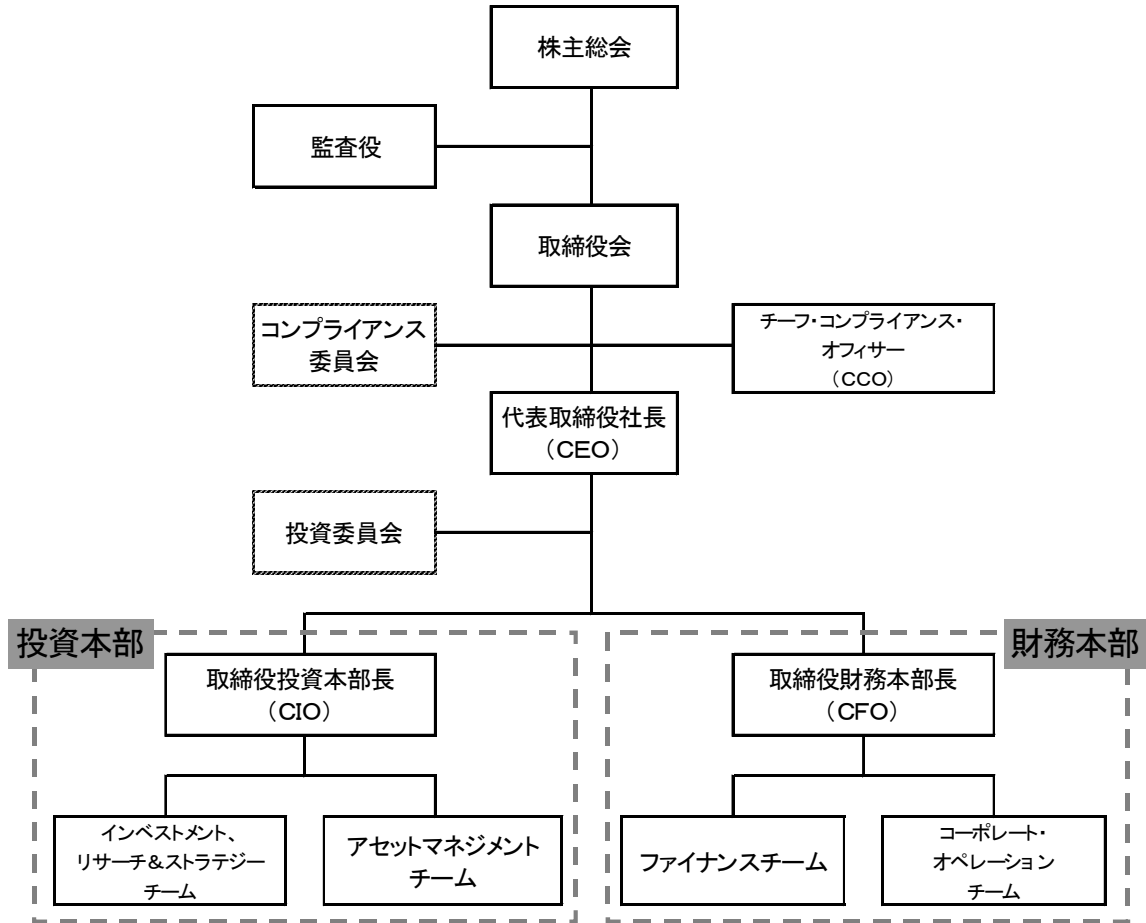 株主総会
監査役
取締役会
コンプライアンス
委員会
チーフ・コンプライアンス・
オフィサー
（CCO）
代表取締役社長
（CEO）
投資委員会
投資本部
財務本部
取締役投資本部長
（CIO）
取締役財務本部長
（CFO）
インベストメント、
リサーチ＆ストラテジー
チーム
アセットマネジメント
チーム
ファイナンスチーム
コーポレート・
オペレーション
チーム